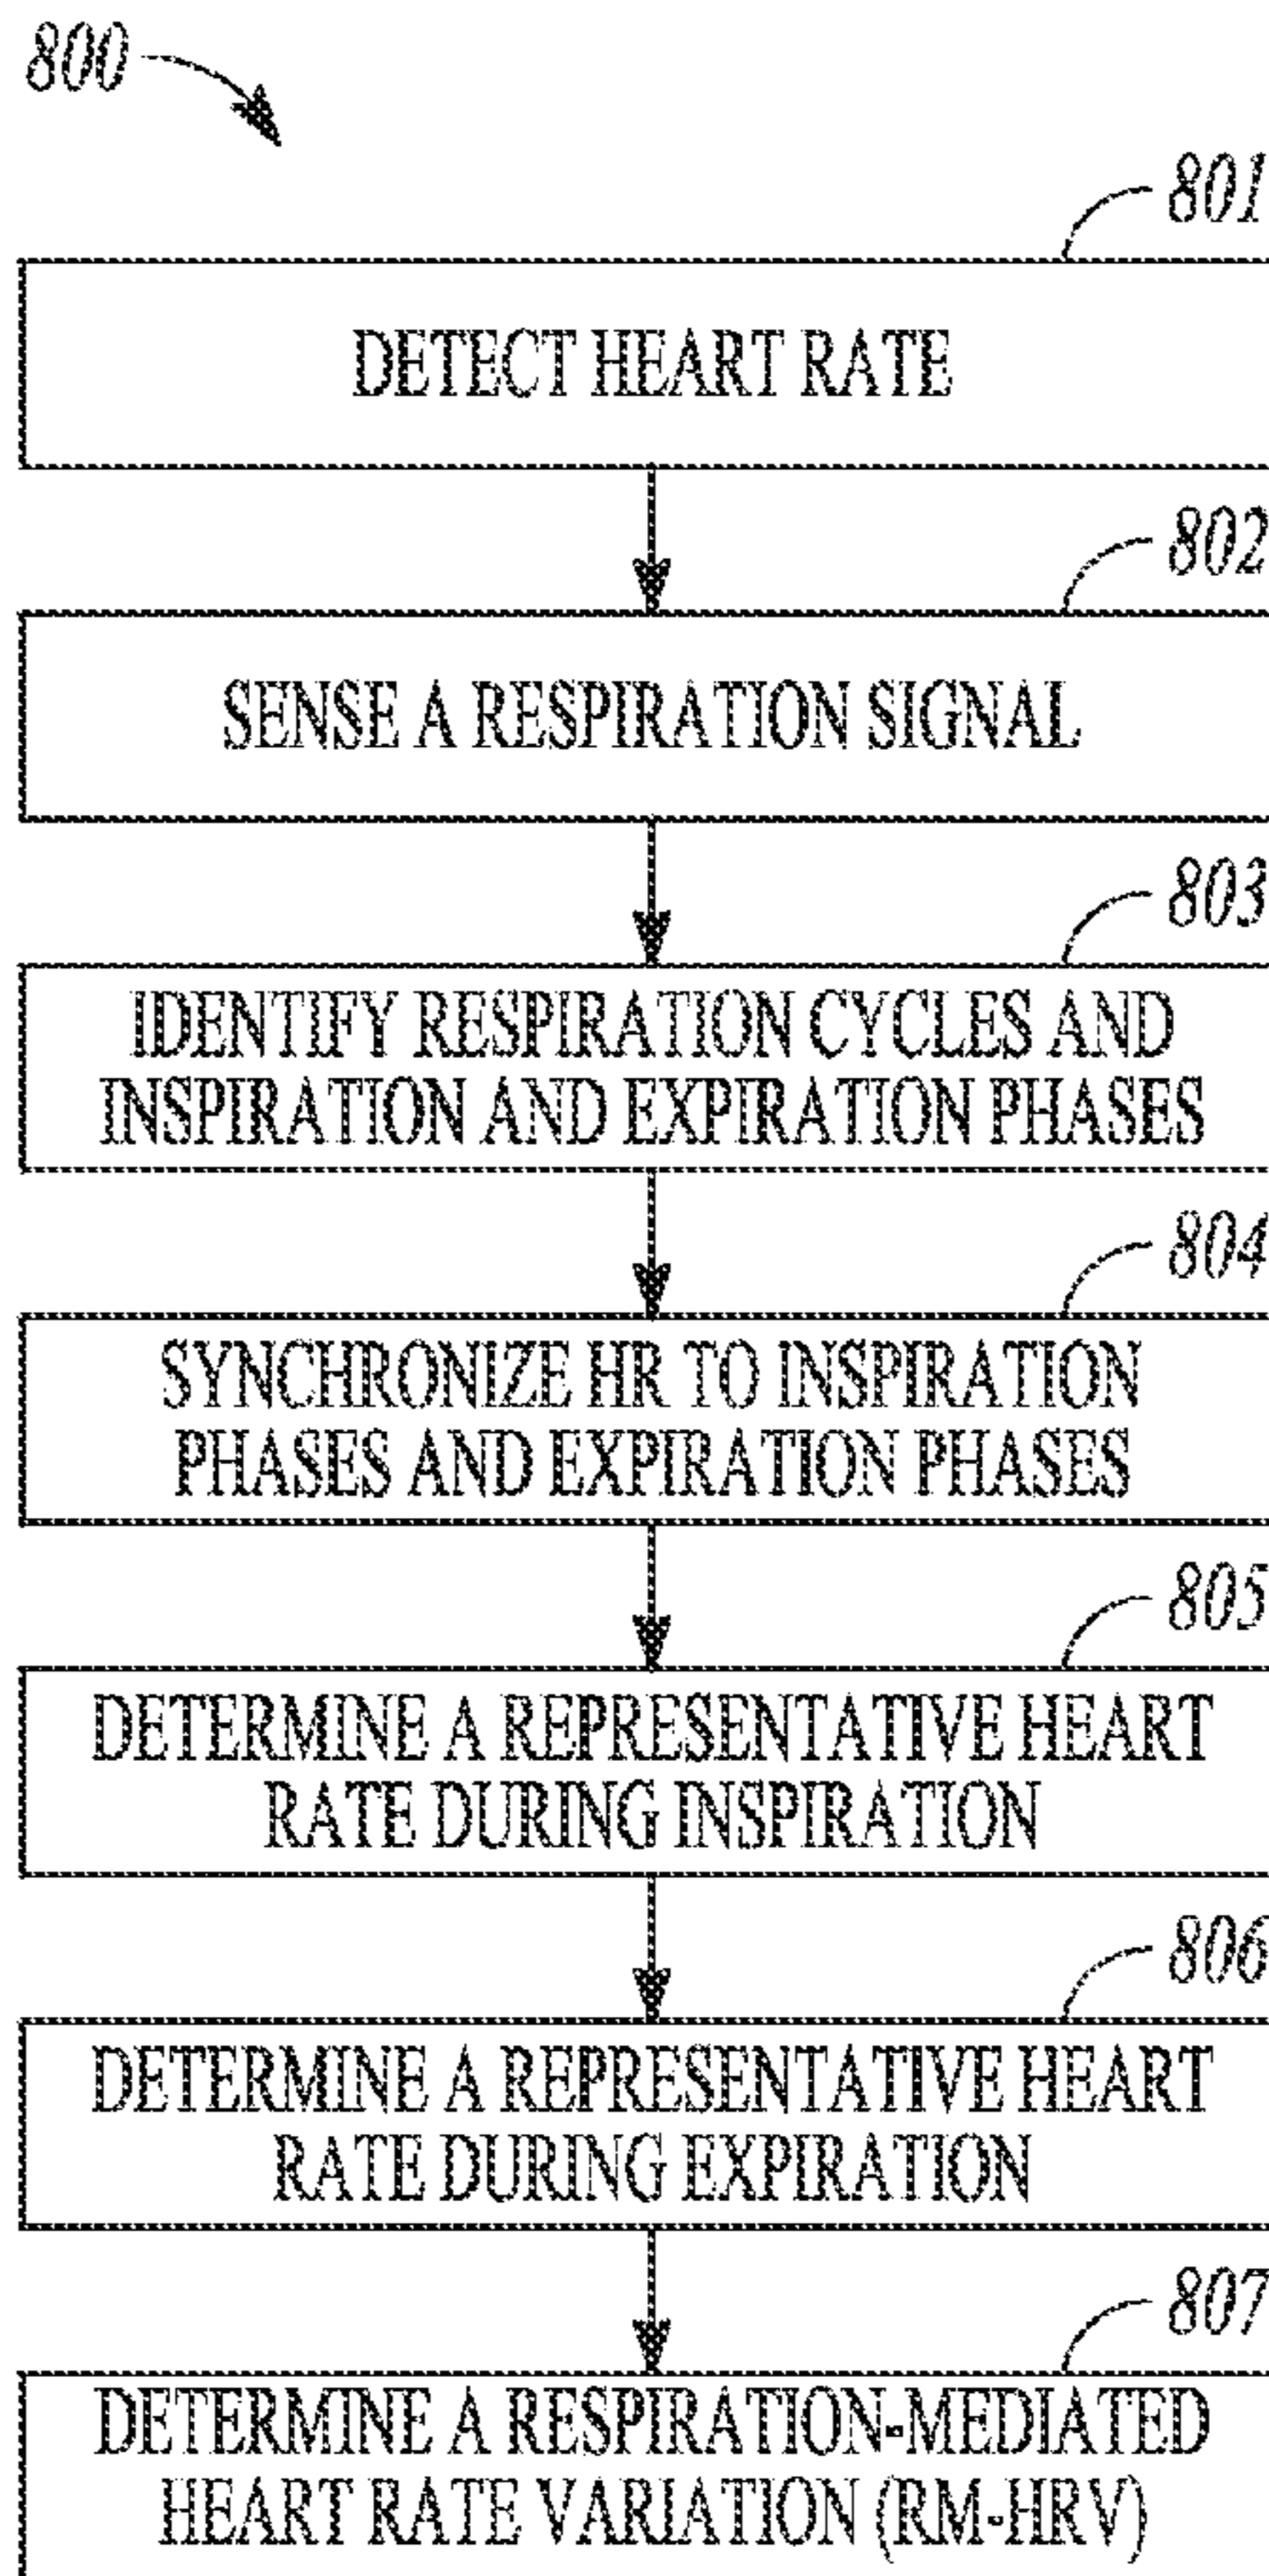 800
801
DETECT HEART RATE
802
SENSE A RESPIRATION SIGNAL
803
IDENTIFY RESPIRATION CYCLES AND
INSPIRATION AND EXPIRATION PHASES
804
SYNCHRONIZE HR TO INSPIRATION
PHASES AND EXPIRATION PHASES
805
DETERMINE A REPRESENTATIVE HEART
RATE DURING INSPIRATION
806
DETERMINE A REPRESENTATIVE HEART
RATE DURING EXPIRATION
807
DETERMINE A RESPIRATION-MEDIATED
HEART RATE VARIATION (RM-HRV)